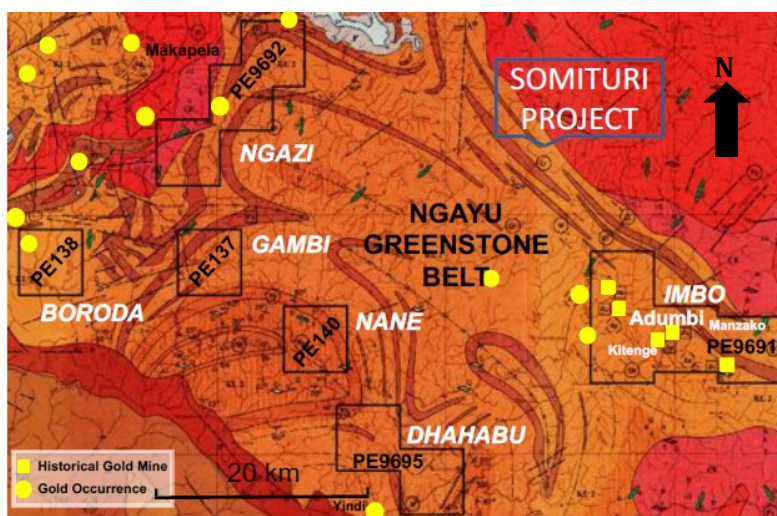 Makapela
PE9692
SOMITURI
PROJECT
N
NGAZI
NGAYU
GREENSTONE
BELT
PE138
PE137
GAMBI
BORODA
IMBO
Adumbi
Manzako
Kitenge
PE9691
PE140
NANE
DHAHABU
PE9695
Historical Gold Mine
Gold Occurrence
20 km
Yindi